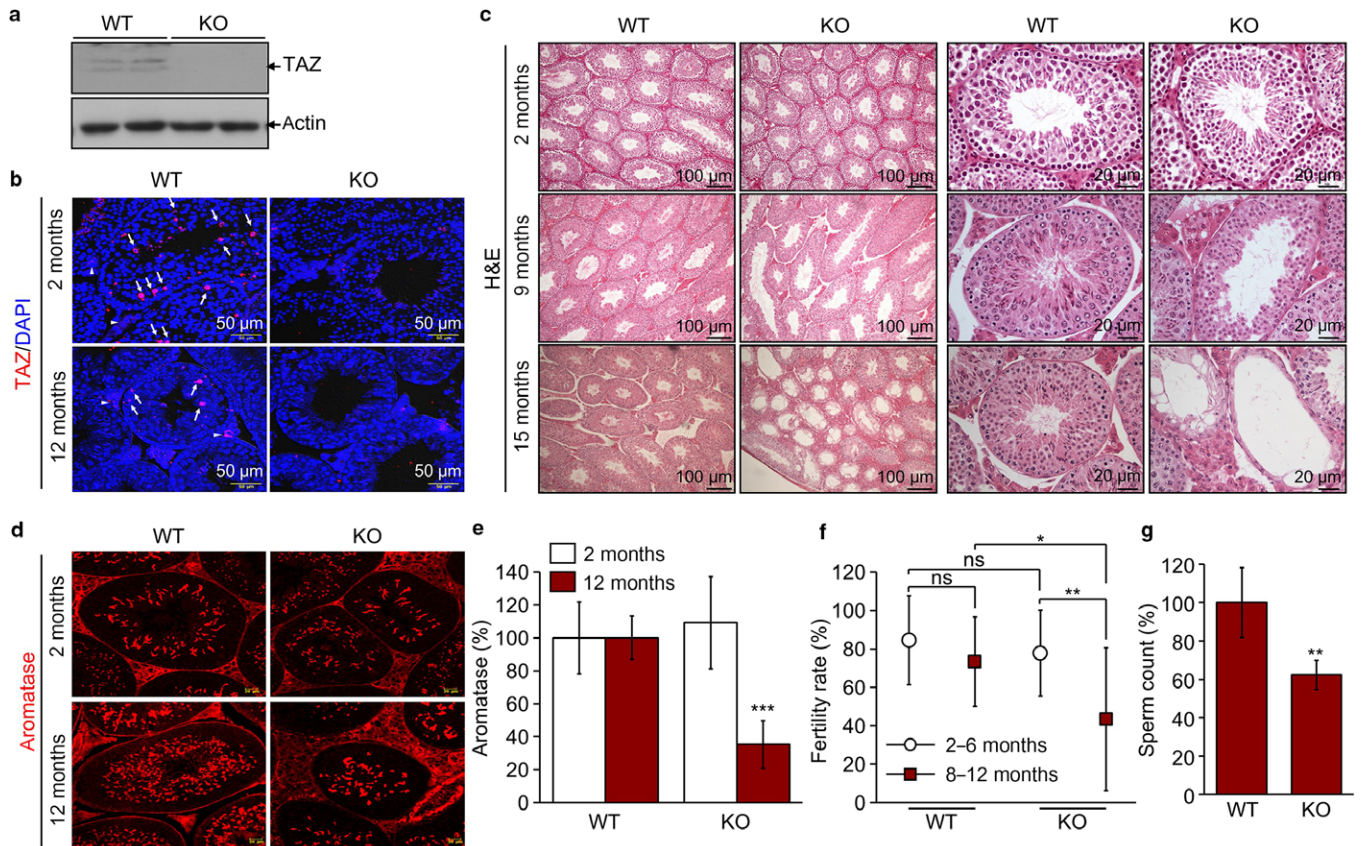 a
WT KO
TAZ
Actin
b
WT KO
2 months
50 µm 50 µm
12 months
50 µm 50 µm
TAZ/DAPI
c
WT KO WT KO
H&E
2 months
100 µm 100 µm 20 µm 20 µm
9 months
100 µm 100 µm 20 µm 20 µm
15 months
100 µm 100 µm 20 µm 20 µm
d
WT KO
Aromatase
2 months
12 months
e
2 months
12 months
Aromatase (%)
140
120
100
80
60
40
20
0
***
WT KO
f
*
ns
ns
**
Fertility rate (%)
120
100
80
60
40
20
0
2–6 months
8–12 months
WT KO
g
Sperm count (%)
120
100
80
60
40
20
0
**
WT KO